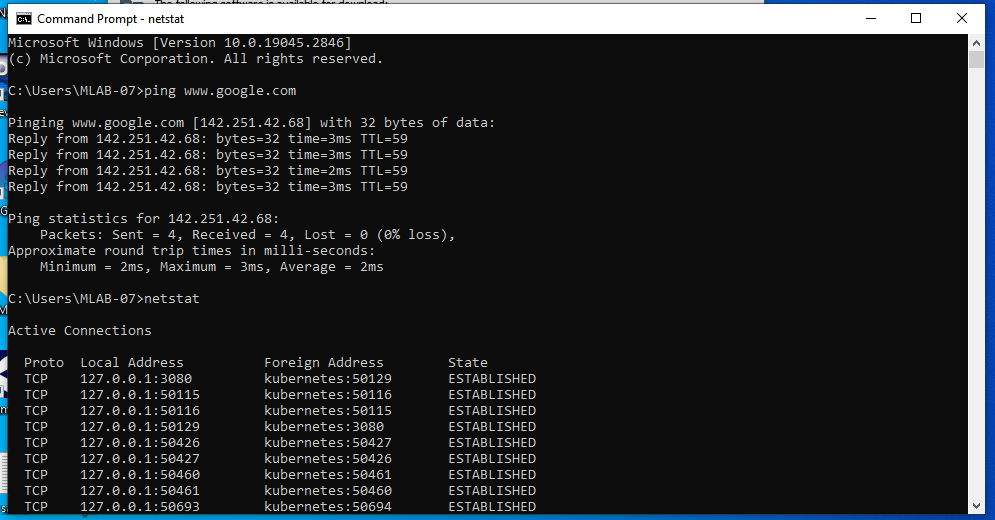 The following software is available for download:
Command Prompt - netstat
Microsoft Windows [Version 10.0.19045.2846]
(c) Microsoft Corporation. All rights reserved.
C:\Users\MLAB-07>ping www.google.com
Pinging www.google.com [142.251.42.68] with 32 bytes of data:
Reply from 142.251.42.68: bytes=32 time=3ms TTL=59
Reply from 142.251.42.68: bytes=32 time=3ms TTL=59
Reply from 142.251.42.68: bytes=32 time=2ms TTL=59
Reply from 142.251.42.68: bytes=32 time=3ms TTL=59
Ping statistics for 142.251.42.68:
    Packets: Sent = 4, Received = 4, Lost = 0 (0% loss),
Approximate round trip times in milli-seconds:
    Minimum = 2ms, Maximum = 3ms, Average = 2ms
C:\Users\MLAB-07>netstat
Active Connections
  Proto  Local Address          Foreign Address        State
  TCP    127.0.0.1:3080         kubernetes:50129       ESTABLISHED
  TCP    127.0.0.1:50115        kubernetes:50116       ESTABLISHED
  TCP    127.0.0.1:50116        kubernetes:50115       ESTABLISHED
  TCP    127.0.0.1:50129        kubernetes:3080        ESTABLISHED
  TCP    127.0.0.1:50426        kubernetes:50427       ESTABLISHED
  TCP    127.0.0.1:50427        kubernetes:50426       ESTABLISHED
  TCP    127.0.0.1:50460        kubernetes:50461       ESTABLISHED
  TCP    127.0.0.1:50461        kubernetes:50460       ESTABLISHED
  TCP    127.0.0.1:50693        kubernetes:50694       ESTABLISHED